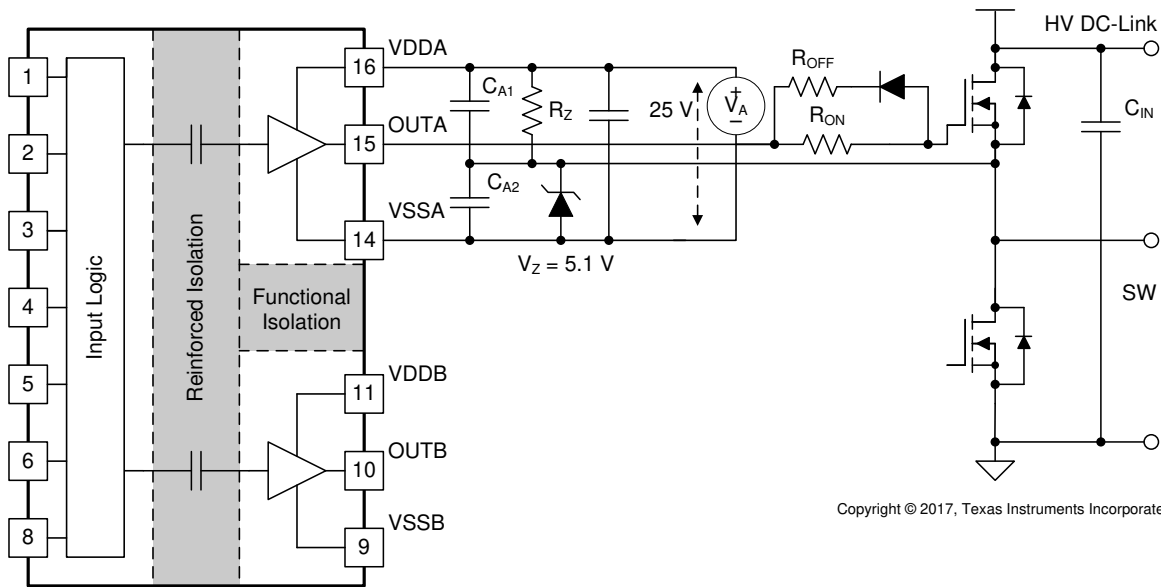 1
2
3
4
5
6
8
Input Logic
Reinforced Isolation
Functional
Isolation
16
15
14
11
10
9
VDDA
OUTA
VSSA
VDDB
OUTB
VSSB
CA1
CA2
RZ
VZ = 5.1 V
25 V
+
VA
−
ROFF
RON
HV DC-Link
CIN
SW
Copyright © 2017, Texas Instruments Incorporate